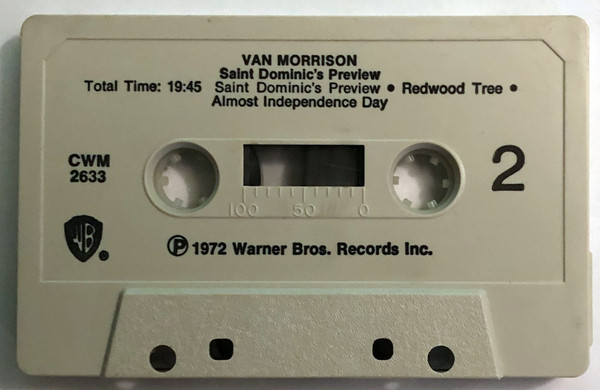 VAN MORRISON
Saint Dominic's Preview
Total Time: 19:45 Saint Dominic's Preview • Redwood Tree •
Almost Independence Day
CWM
2633
2
100 50 0
WB ®
Ⓟ 1972 Warner Bros. Records Inc.